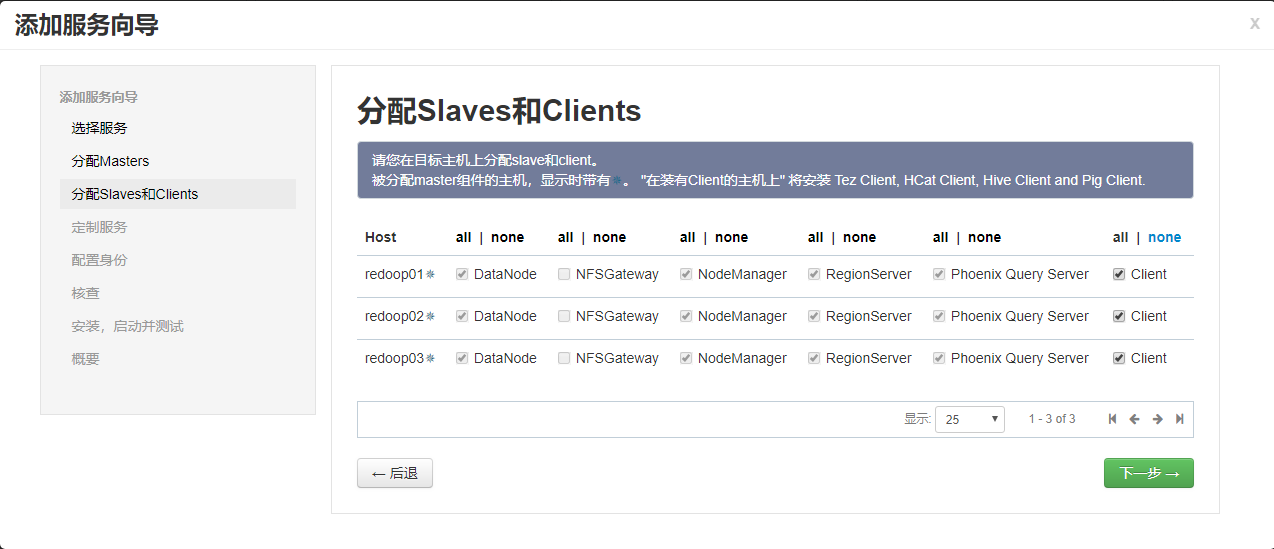 添加服务向导
x
添加服务向导
选择服务
分配Masters
分配Slaves和Clients
定制服务
配置身份
核查
安装，启动并测试
概要
分配Slaves和Clients
请您在目标主机上分配slave和client。
被分配master组件的主机，显示时带有✵。 "在装有Client的主机上" 将安装 Tez Client, HCat Client, Hive Client and Pig Client.
Host all | none all | none all | none all | none all | none all | none
redoop01✵ DataNode NFSGateway NodeManager RegionServer Phoenix Query Server Client
redoop02✵ DataNode NFSGateway NodeManager RegionServer Phoenix Query Server Client
redoop03✵ DataNode NFSGateway NodeManager RegionServer Phoenix Query Server Client
显示: 25 1 - 3 of 3
← 后退
下一步 →